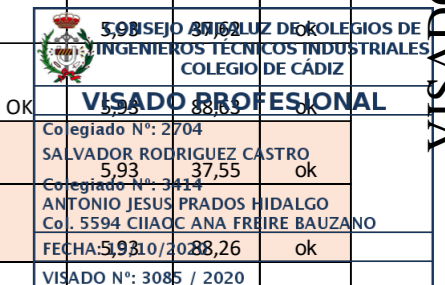 CONSEJO ANDALUZ DE COLEGIOS DE
5,93 37,62 ok
INGENIEROS TÉCNICOS INDUSTRIALES
COLEGIO DE CÁDIZ
VISADO PROFESIONAL
OK 5,93 88,63 ok
Colegiado Nº: 2704
SALVADOR RODRIGUEZ CASTRO
5,93 37,55 ok
Colegiado Nº: 3414
ANTONIO JESUS PRADOS HIDALGO
Col. 5594 CIIAOC ANA FREIRE BAUZANO
FECHA: 19/10/2020
5,93 88,26 ok
VISADO Nº: 3085 / 2020